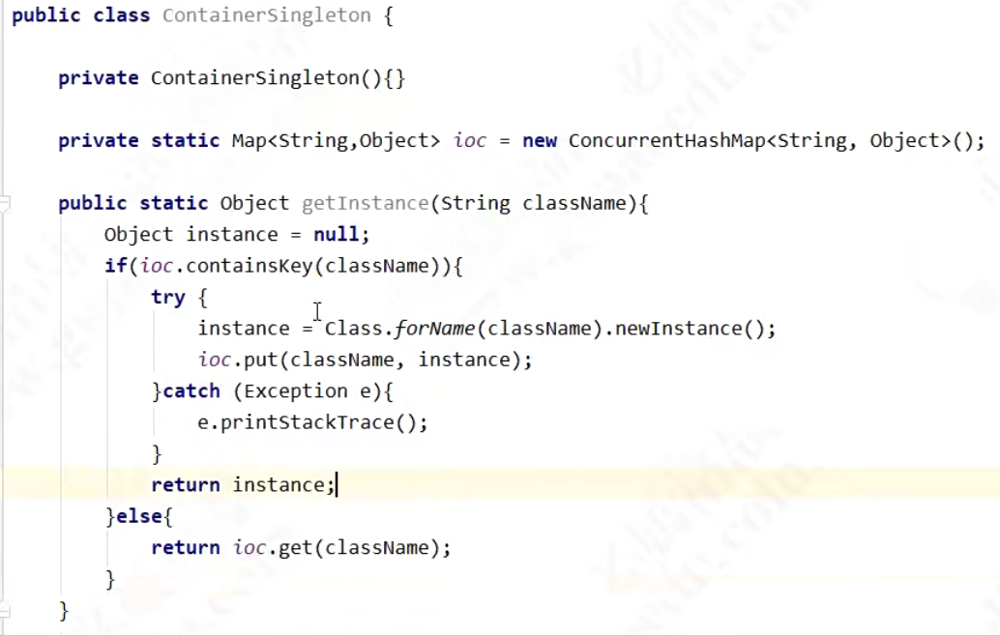 public class ContainerSingleton {
private ContainerSingleton(){}
private static Map<String,Object> ioc = new ConcurrentHashMap<String, Object>();
public static Object getInstance(String className){
Object instance = null;
if(ioc.containsKey(className)){
try {
instance = Class.forName(className).newInstance();
ioc.put(className, instance);
}catch (Exception e){
e.printStackTrace();
}
return instance;
}else{
return ioc.get(className);
}
}